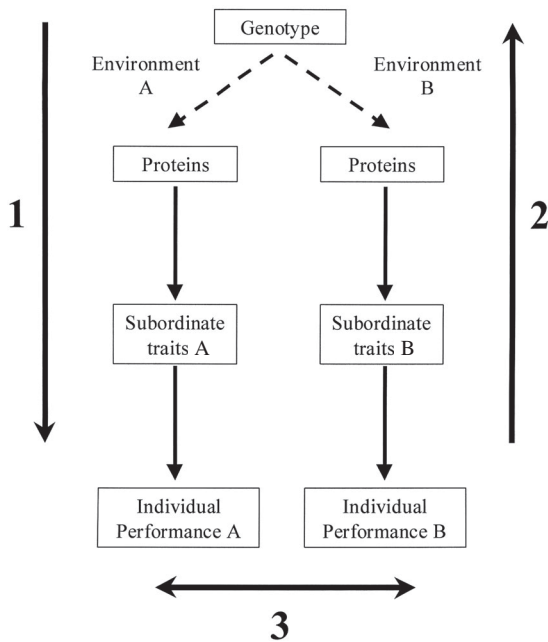 Genotype
Environment
A
Environment
B
Proteins
Proteins
1
2
Subordinate
traits A
Subordinate
traits B
Individual
Performance A
Individual
Performance B
3